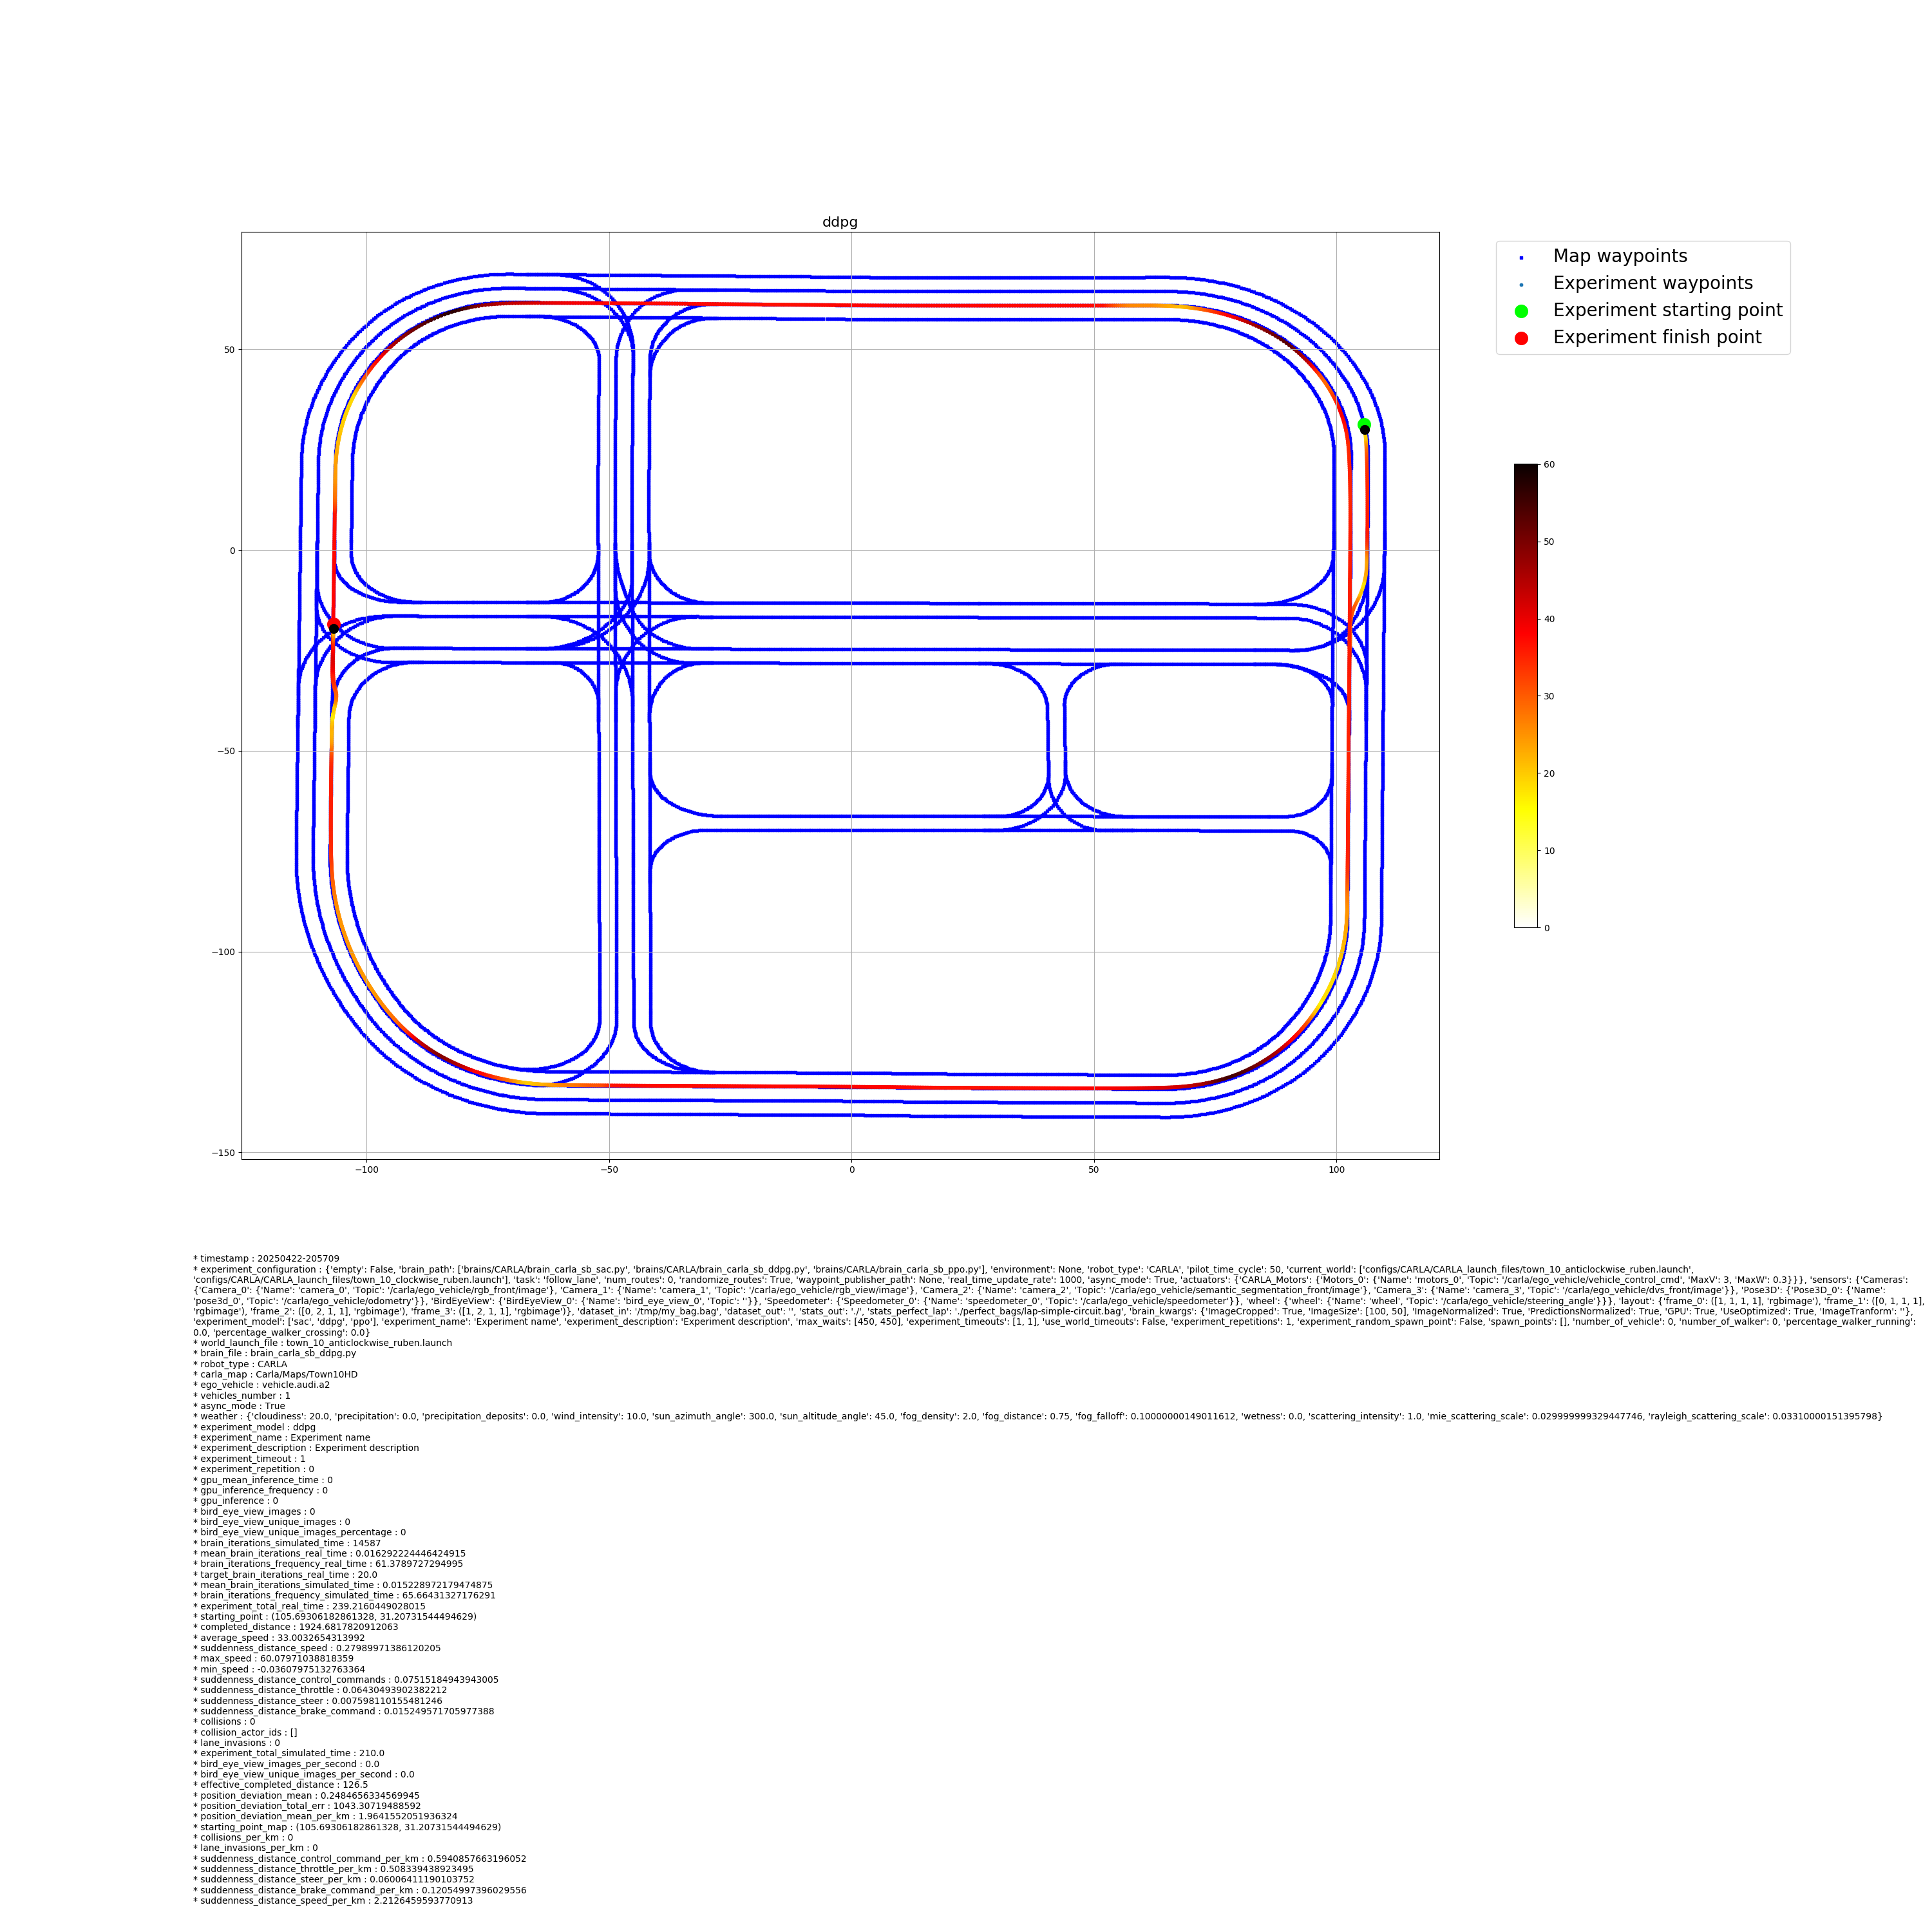 ddpg
Map waypoints
Experiment waypoints
Experiment starting point
Experiment finish point
50
0
−50
−100
−150
−100
−50
0
50
100
60
50
40
30
20
10
0
* timestamp : 20250422-205709
* experiment_configuration : {'empty': False, 'brain_path': ['brains/CARLA/brain_carla_sb_sac.py', 'brains/CARLA/brain_carla_sb_ddpg.py', 'brains/CARLA/brain_carla_sb_ppo.py'], 'environment': None, 'robot_type': 'CARLA', 'pilot_time_cycle': 50, 'current_world': ['configs/CARLA/CARLA_launch_files/town_10_anticlockwise_ruben.launch',
'configs/CARLA/CARLA_launch_files/town_10_clockwise_ruben.launch'], 'task': 'follow_lane', 'num_routes': 0, 'randomize_routes': True, 'waypoint_publisher_path': None, 'real_time_update_rate': 1000, 'async_mode': True, 'actuators': {'CARLA_Motors': {'Motors_0': {'Name': 'motors_0', 'Topic': '/carla/ego_vehicle/vehicle_control_cmd', 'MaxV': 3, 'MaxW': 0.3}}}, 'sensors': {'Cameras':
{'Camera_0': {'Name': 'camera_0', 'Topic': '/carla/ego_vehicle/rgb_front/image'}, 'Camera_1': {'Name': 'camera_1', 'Topic': '/carla/ego_vehicle/rgb_view/image'}, 'Camera_2': {'Name': 'camera_2', 'Topic': '/carla/ego_vehicle/semantic_segmentation_front/image'}, 'Camera_3': {'Name': 'camera_3', 'Topic': '/carla/ego_vehicle/dvs_front/image'}}, 'Pose3D': {'Pose3D_0': {'Name':
'pose3d_0', 'Topic': '/carla/ego_vehicle/odometry'}}, 'BirdEyeView': {'BirdEyeView_0': {'Name': 'bird_eye_view_0', 'Topic': ''}}, 'Speedometer': {'Speedometer_0': {'Name': 'speedometer_0', 'Topic': '/carla/ego_vehicle/speedometer'}}, 'wheel': {'wheel': {'Name': 'wheel', 'Topic': '/carla/ego_vehicle/steering_angle'}}}, 'layout': {'frame_0': ([1, 1, 1, 1], 'rgbimage'), 'frame_1': ([0, 1, 1, 1],
'rgbimage'), 'frame_2': ([0, 2, 1, 1], 'rgbimage'), 'frame_3': ([1, 2, 1, 1], 'rgbimage')}, 'dataset_in': '/tmp/my_bag.bag', 'dataset_out': '', 'stats_out': './', 'stats_perfect_lap': './perfect_bags/lap-simple-circuit.bag', 'brain_kwargs': {'ImageCropped': True, 'ImageSize': [100, 50], 'ImageNormalized': True, 'PredictionsNormalized': True, 'GPU': True, 'UseOptimized': True, 'ImageTranform': ''},
'experiment_model': ['sac', 'ddpg', 'ppo'], 'experiment_name': 'Experiment name', 'experiment_description': 'Experiment description', 'max_waits': [450, 450], 'experiment_timeouts': [1, 1], 'use_world_timeouts': False, 'experiment_repetitions': 1, 'experiment_random_spawn_point': False, 'spawn_points': [], 'number_of_vehicle': 0, 'number_of_walker': 0, 'percentage_walker_running':
0.0, 'percentage_walker_crossing': 0.0}
* world_launch_file : town_10_anticlockwise_ruben.launch
* brain_file : brain_carla_sb_ddpg.py
* robot_type : CARLA
* carla_map : Carla/Maps/Town10HD
* ego_vehicle : vehicle.audi.a2
* vehicles_number : 1
* async_mode : True
* weather : {'cloudiness': 20.0, 'precipitation': 0.0, 'precipitation_deposits': 0.0, 'wind_intensity': 10.0, 'sun_azimuth_angle': 300.0, 'sun_altitude_angle': 45.0, 'fog_density': 2.0, 'fog_distance': 0.75, 'fog_falloff': 0.10000000149011612, 'wetness': 0.0, 'scattering_intensity': 1.0, 'mie_scattering_scale': 0.029999999329447746, 'rayleigh_scattering_scale': 0.03310000151395798}
* experiment_model : ddpg
* experiment_name : Experiment name
* experiment_description : Experiment description
* experiment_timeout : 1
* experiment_repetition : 0
* gpu_mean_inference_time : 0
* gpu_inference_frequency : 0
* gpu_inference : 0
* bird_eye_view_images : 0
* bird_eye_view_unique_images : 0
* bird_eye_view_unique_images_percentage : 0
* brain_iterations_simulated_time : 14587
* mean_brain_iterations_real_time : 0.016292224446424915
* brain_iterations_frequency_real_time : 61.3789727294995
* target_brain_iterations_real_time : 20.0
* mean_brain_iterations_simulated_time : 0.015228972179474875
* brain_iterations_frequency_simulated_time : 65.66431327176291
* experiment_total_real_time : 239.2160449028015
* starting_point : (105.69306182861328, 31.20731544494629)
* completed_distance : 1924.6817820912063
* average_speed : 33.0032654313992
* suddenness_distance_speed : 0.27989971386120205
* max_speed : 60.07971038818359
* min_speed : -0.03607975132763364
* suddenness_distance_control_commands : 0.07515184943943005
* suddenness_distance_throttle : 0.06430493902382212
* suddenness_distance_steer : 0.007598110155481246
* suddenness_distance_brake_command : 0.015249571705977388
* collisions : 0
* collision_actor_ids : []
* lane_invasions : 0
* experiment_total_simulated_time : 210.0
* bird_eye_view_images_per_second : 0.0
* bird_eye_view_unique_images_per_second : 0.0
* effective_completed_distance : 126.5
* position_deviation_mean : 0.2484656334569945
* position_deviation_total_err : 1043.30719488592
* position_deviation_mean_per_km : 1.9641552051936324
* starting_point_map : (105.69306182861328, 31.20731544494629)
* collisions_per_km : 0
* lane_invasions_per_km : 0
* suddenness_distance_control_command_per_km : 0.5940857663196052
* suddenness_distance_throttle_per_km : 0.508339438923495
* suddenness_distance_steer_per_km : 0.06006411190103752
* suddenness_distance_brake_command_per_km : 0.12054997396029556
* suddenness_distance_speed_per_km : 2.2126459593770913